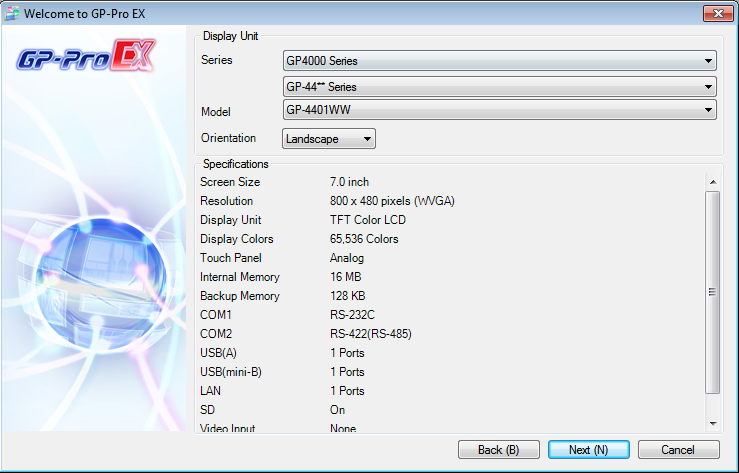 Welcome to GP-Pro EX
GP-Pro EX
Display Unit
Series GP4000 Series
GP-44** Series
Model GP-4401WW
Orientation Landscape
Specifications
Screen Size 7.0 inch
Resolution 800 x 480 pixels (WVGA)
Display Unit TFT Color LCD
Display Colors 65,536 Colors
Touch Panel Analog
Internal Memory 16 MB
Backup Memory 128 KB
COM1 RS-232C
COM2 RS-422(RS-485)
USB(A) 1 Ports
USB(mini-B) 1 Ports
LAN 1 Ports
SD On
Video Input None
Back (B) Next (N) Cancel